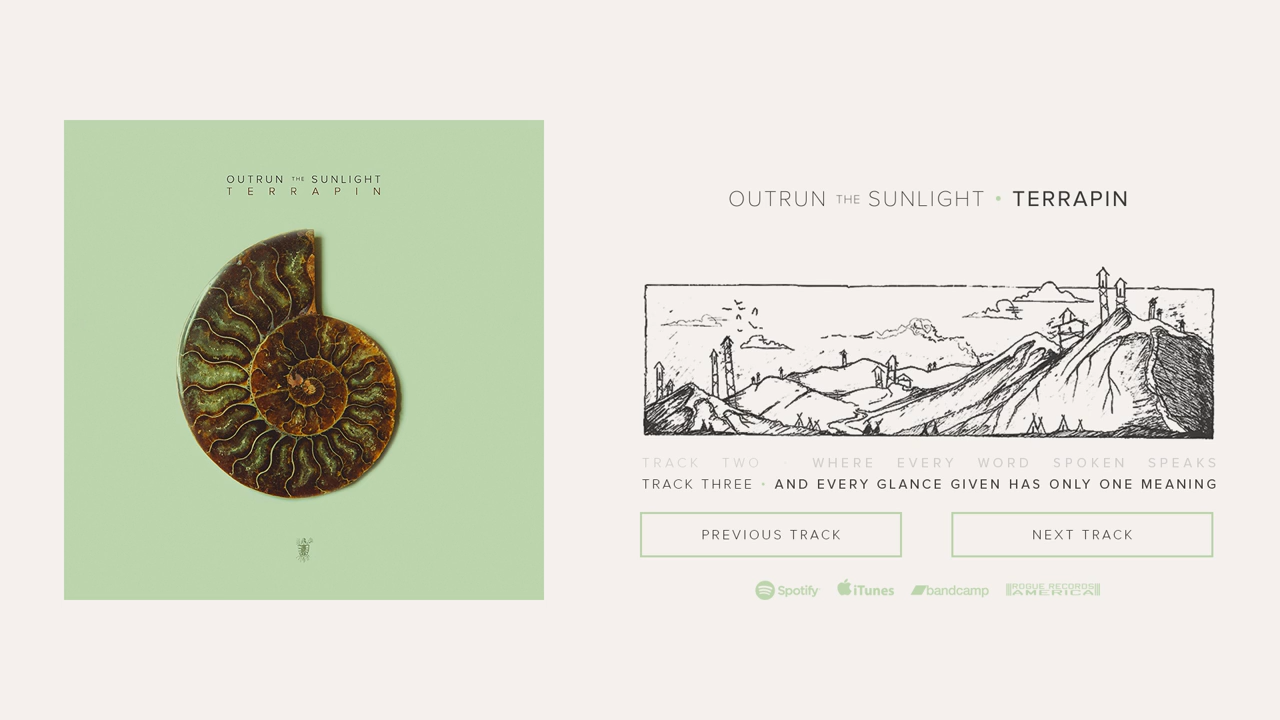 OUTRUN THE SUNLIGHT
TERRAPIN
OUTRUN THE SUNLIGHT • TERRAPIN
TRACK TWO • WHERE EVERY WORD SPOKEN SPEAKS
TRACK THREE • AND EVERY GLANCE GIVEN HAS ONLY ONE MEANING
PREVIOUS TRACK NEXT TRACK
Spotify iTunes bandcamp ROGUE RECORDS AMERICA